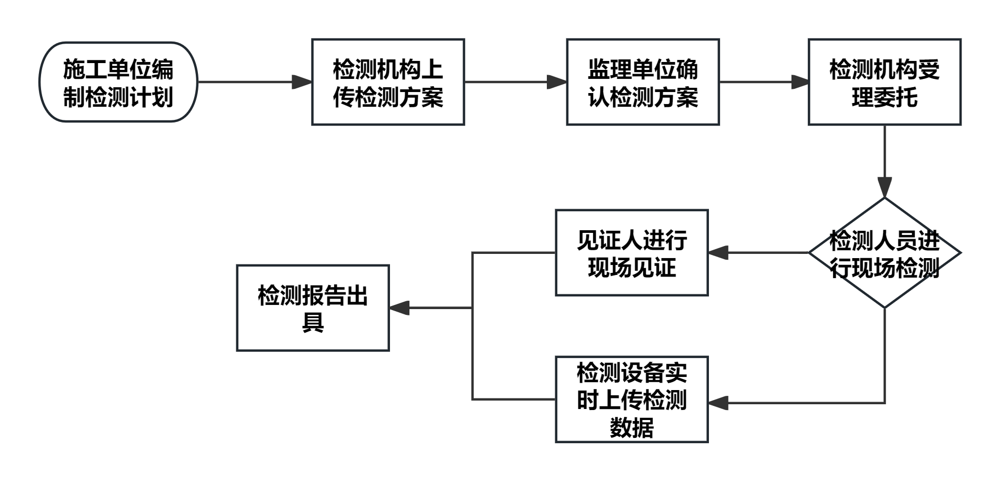 施工单位编
制检测计划
检测机构上
传检测方案
监理单位确
认检测方案
检测机构受
理委托
检测人员进
行现场检测
见证人进行
现场见证
检测设备实
时上传检测
数据
检测报告出
具